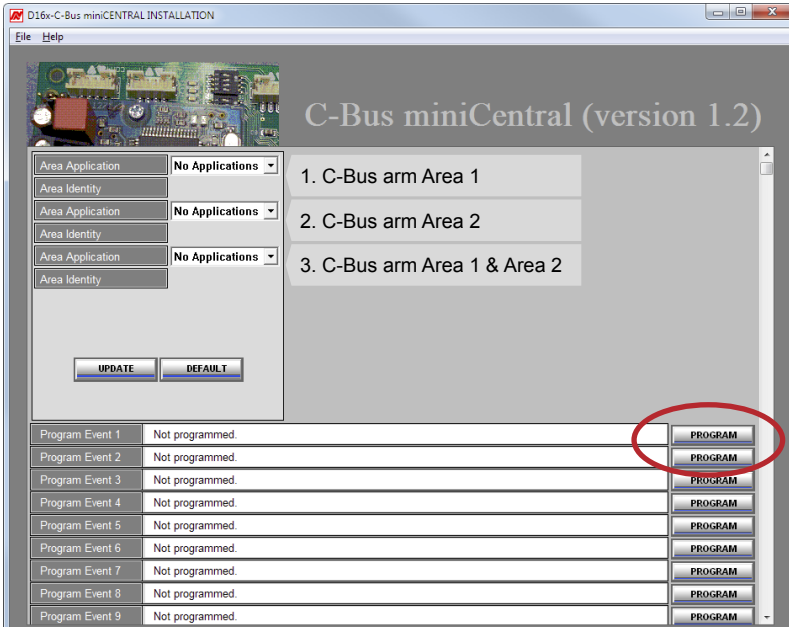 D16x-C-Bus miniCENTRAL INSTALLATION
File Help
C-Bus miniCentral (version 1.2)
Area Application No Applications
1. C-Bus arm Area 1
Area Identity
Area Application No Applications
2. C-Bus arm Area 2
Area Identity
Area Application No Applications
3. C-Bus arm Area 1 & Area 2
Area Identity
UPDATE DEFAULT
Program Event 1 Not programmed. PROGRAM
Program Event 2 Not programmed. PROGRAM
Program Event 3 Not programmed. PROGRAM
Program Event 4 Not programmed. PROGRAM
Program Event 5 Not programmed. PROGRAM
Program Event 6 Not programmed. PROGRAM
Program Event 7 Not programmed. PROGRAM
Program Event 8 Not programmed. PROGRAM
Program Event 9 Not programmed. PROGRAM